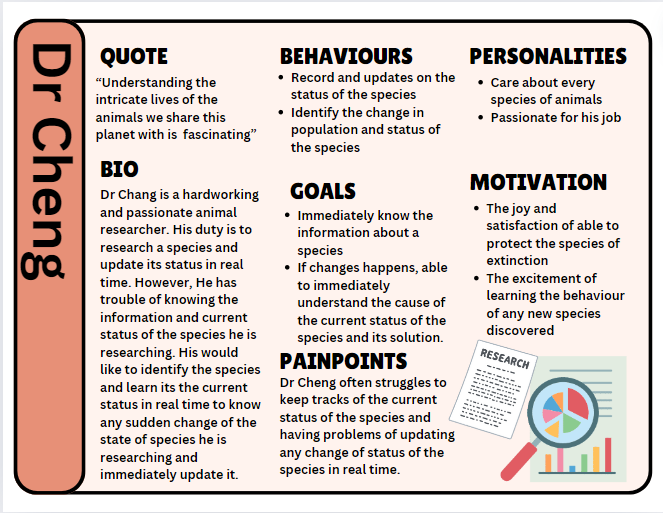 Dr Cheng
QUOTE
“Understanding the
intricate lives of the
animals we share this
planet with is fascinating”
BIO
Dr Chang is a hardworking
and passionate animal
researcher. His duty is to
research a species and
update its status in real
time. However, He has
trouble of knowing the
information and current
status of the species he is
researching. His would
like to identify the species
and learn its the current
status in real time to know
any sudden change of the
state of species he is
researching and
immediately update it.
BEHAVIOURS
• Record and updates on the
status of the species
• Identify the change in
population and status of
the species
GOALS
• Immediately know the
information about a
species
• If changes happens, able
to immediately
understand the cause of
the current status of the
species and its solution.
PAINPOINTS
Dr Cheng often struggles to
keep tracks of the current
status of the species and
having problems of updating
any change of status of the
species in real time.
PERSONALITIES
• Care about every
species of animals
• Passionate for his job
MOTIVATION
• The joy and
satisfaction of able to
protect the species of
extinction
• The excitement of
learning the behaviour
of any new species
discovered
RESEARCH